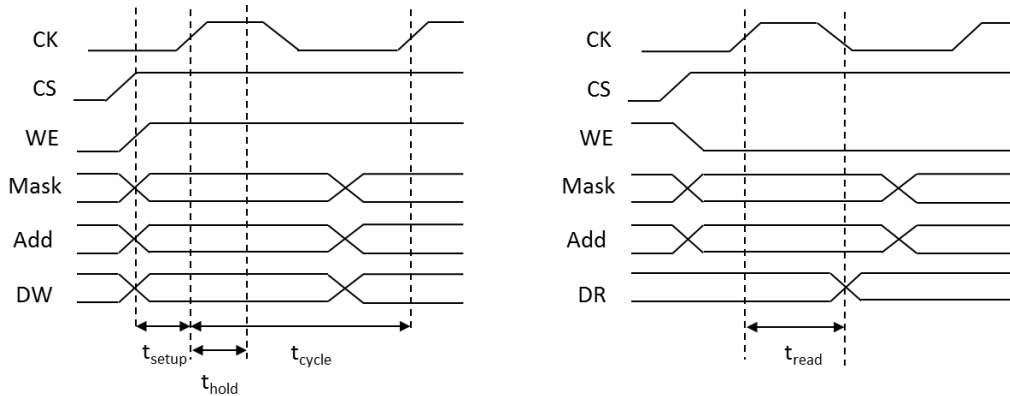 CK
CS
WE
Mask
Add
DW
tsetup
thold
tcycle
CK
CS
WE
Mask
Add
DR
tread